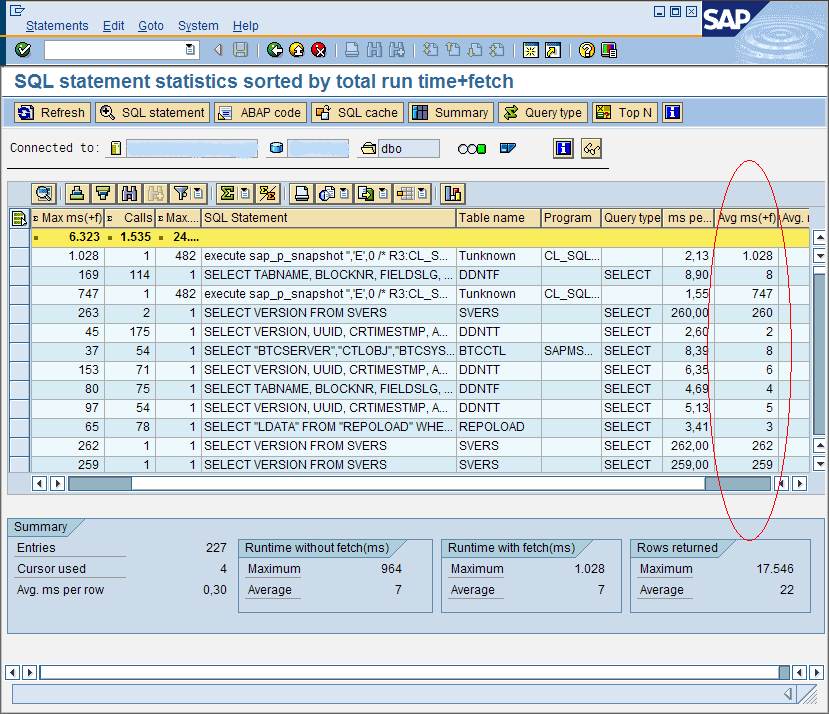 Statements Edit Goto System Help
SAP
SQL statement statistics sorted by total run time+fetch
Refresh SQL statement ABAP code SQL cache Summary Query type Top N
Connected to: dbo
Σ Max ms(+f) Σ Calls Σ Max.... SQL Statement Table name Program Query type ms pe... Avg ms(+f) Avg. r
6.323 1.535 24....
1.028 1 482 execute sap_p_snapshot '','E',0 /* R3:CL_S... Tunknown CL_SQL... 2,13 1.028
169 114 1 SELECT TABNAME, BLOCKNR, FIELDSLG, ... DDNTF SELECT 8,90 8
747 1 482 execute sap_p_snapshot '','E',0 /* R3:CL_S... Tunknown CL_SQL... 1,55 747
263 2 1 SELECT VERSION FROM SVERS SVERS SELECT 260,00 260
45 175 1 SELECT VERSION, UUID, CRTIMESTMP, A... DDNTT SELECT 2,60 2
37 54 1 SELECT "BTCSERVER","CTLOBJ","BTCSYS... BTCCTL SAPMS... SELECT 8,39 8
153 71 1 SELECT VERSION, UUID, CRTIMESTMP, A... DDNTT SELECT 6,35 6
80 75 1 SELECT TABNAME, BLOCKNR, FIELDSLG, ... DDNTF SELECT 4,69 4
97 54 1 SELECT VERSION, UUID, CRTIMESTMP, A... DDNTT SELECT 5,13 5
65 78 1 SELECT "LDATA" FROM "REPOLOAD" WHE... REPOLOAD SELECT 3,41 3
262 1 1 SELECT VERSION FROM SVERS SVERS SELECT 262,00 262
259 1 1 SELECT VERSION FROM SVERS SVERS SELECT 259,00 259
Summary
Entries 227 Runtime without fetch(ms) Runtime with fetch(ms) Rows returned
Cursor used 4 Maximum 964 Maximum 1.028 Maximum 17.546
Avg. ms per row 0,30 Average 7 Average 7 Average 22